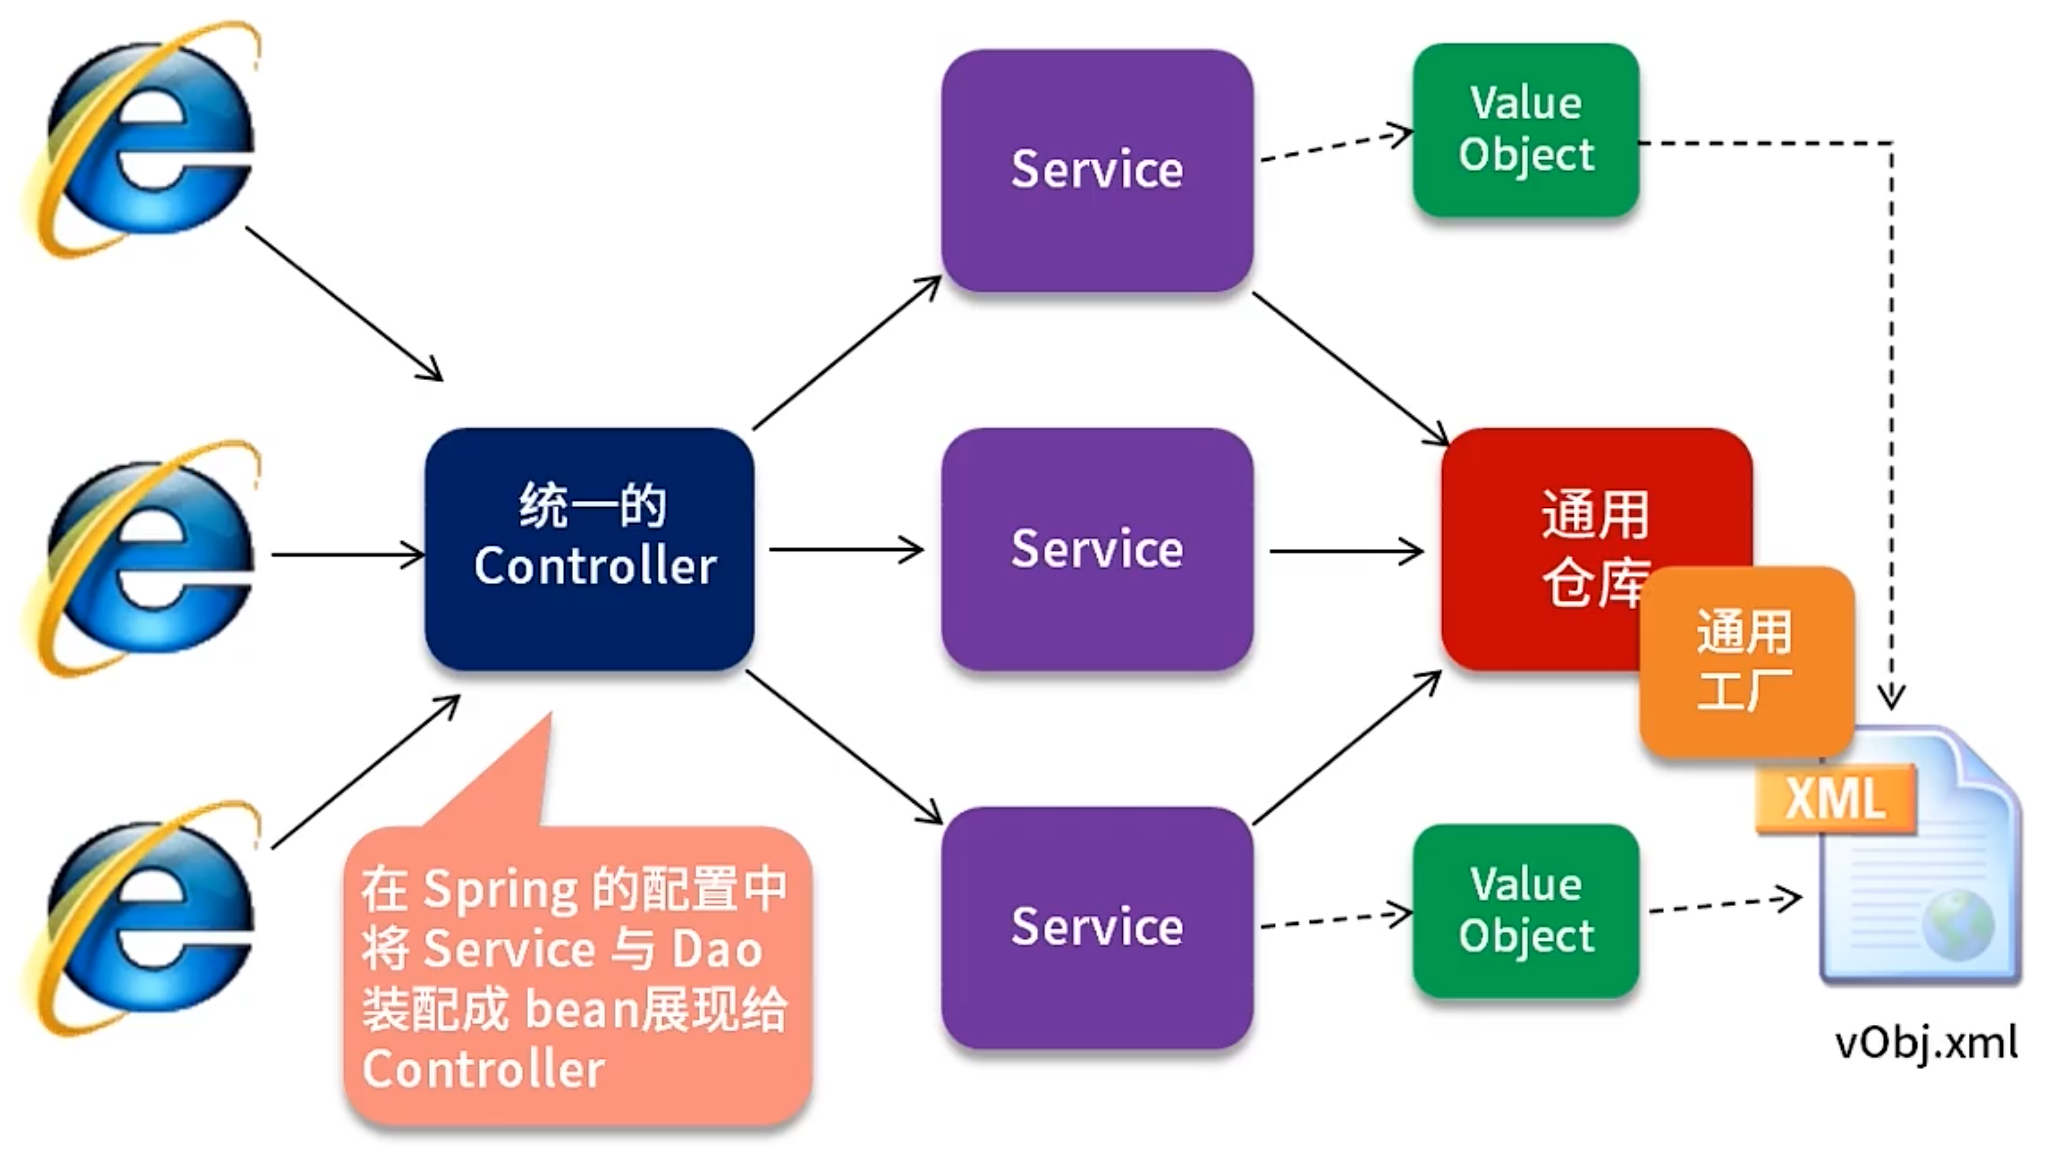 Service
Value
Object
统一的
Controller
Service
通用
仓库
通用
工厂
XML
在 Spring 的配置中
将 Service 与 Dao
装配成 bean展现给
Controller
Service
Value
Object
vObj.xml